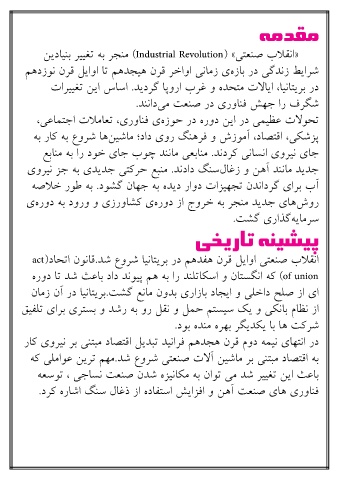 مقدمه
«انقلاب صنعتی» (Industrial Revolution) منجر به تغییر بنیادین
شرایط زندگی در بازه‌ی زمانی اواخر قرن هیجدهم تا اوایل قرن نوزدهم
در بریتانیا، ایالات متحده و غرب اروپا گردید. اساس این تغییرات
شگرف را جهش فناوری در صنعت می‌دانند.
تحولات عظیمی در این دوره در حوزه‌ی فناوری، تعاملات اجتماعی،
پزشکی، اقتصاد، آموزش و فرهنگ روی داد؛ ماشین‌ها شروع به کار به
جای نیروی انسانی کردند. منابعی مانند چوب جای خود را به منابع
جدید مانند آهن و زغال‌سنگ دادند. منبع حرکتی جدیدی به جز نیروی
آب برای گرداندن تجهیزات دوار دیده به جهان گشود. به طور خلاصه
روش‌های جدید منجر به خروج از دوره‌ی کشاورزی و ورود به دوره‌ی
سرمایه‌گذاری گشت.
پیشینه تاریخی
انقلاب صنعتی اوایل قرن هفدهم در بریتانیا شروع شد.قانون اتحاد(act
of union) که انگستان و اسکاتلند را به هم پیوند داد باعث شد تا دوره
ای از صلح داخلی و ایجاد بازاری بدون مانع گشت.بریتانیا در آن زمان
از نظام بانکی و یک سیستم حمل و نقل رو به رشد و بستری برای تلفیق
شرکت ها با یکدیگر بهره منده بود.
در انتهای نیمه دوم قرن هجدهم فرانید تبدیل اقتصاد مبتنی بر نیروی کار
به اقتصاد مبتنی بر ماشین آلات صنعتی شروع شد.مهم ترین عواملی که
باعث این تغییر شد می توان به مکانیزه شدن صنعت نساجی ، توسعه
فناوری های صنعت آهن و افزایش استفاده از ذغال سنگ اشاره کرد.